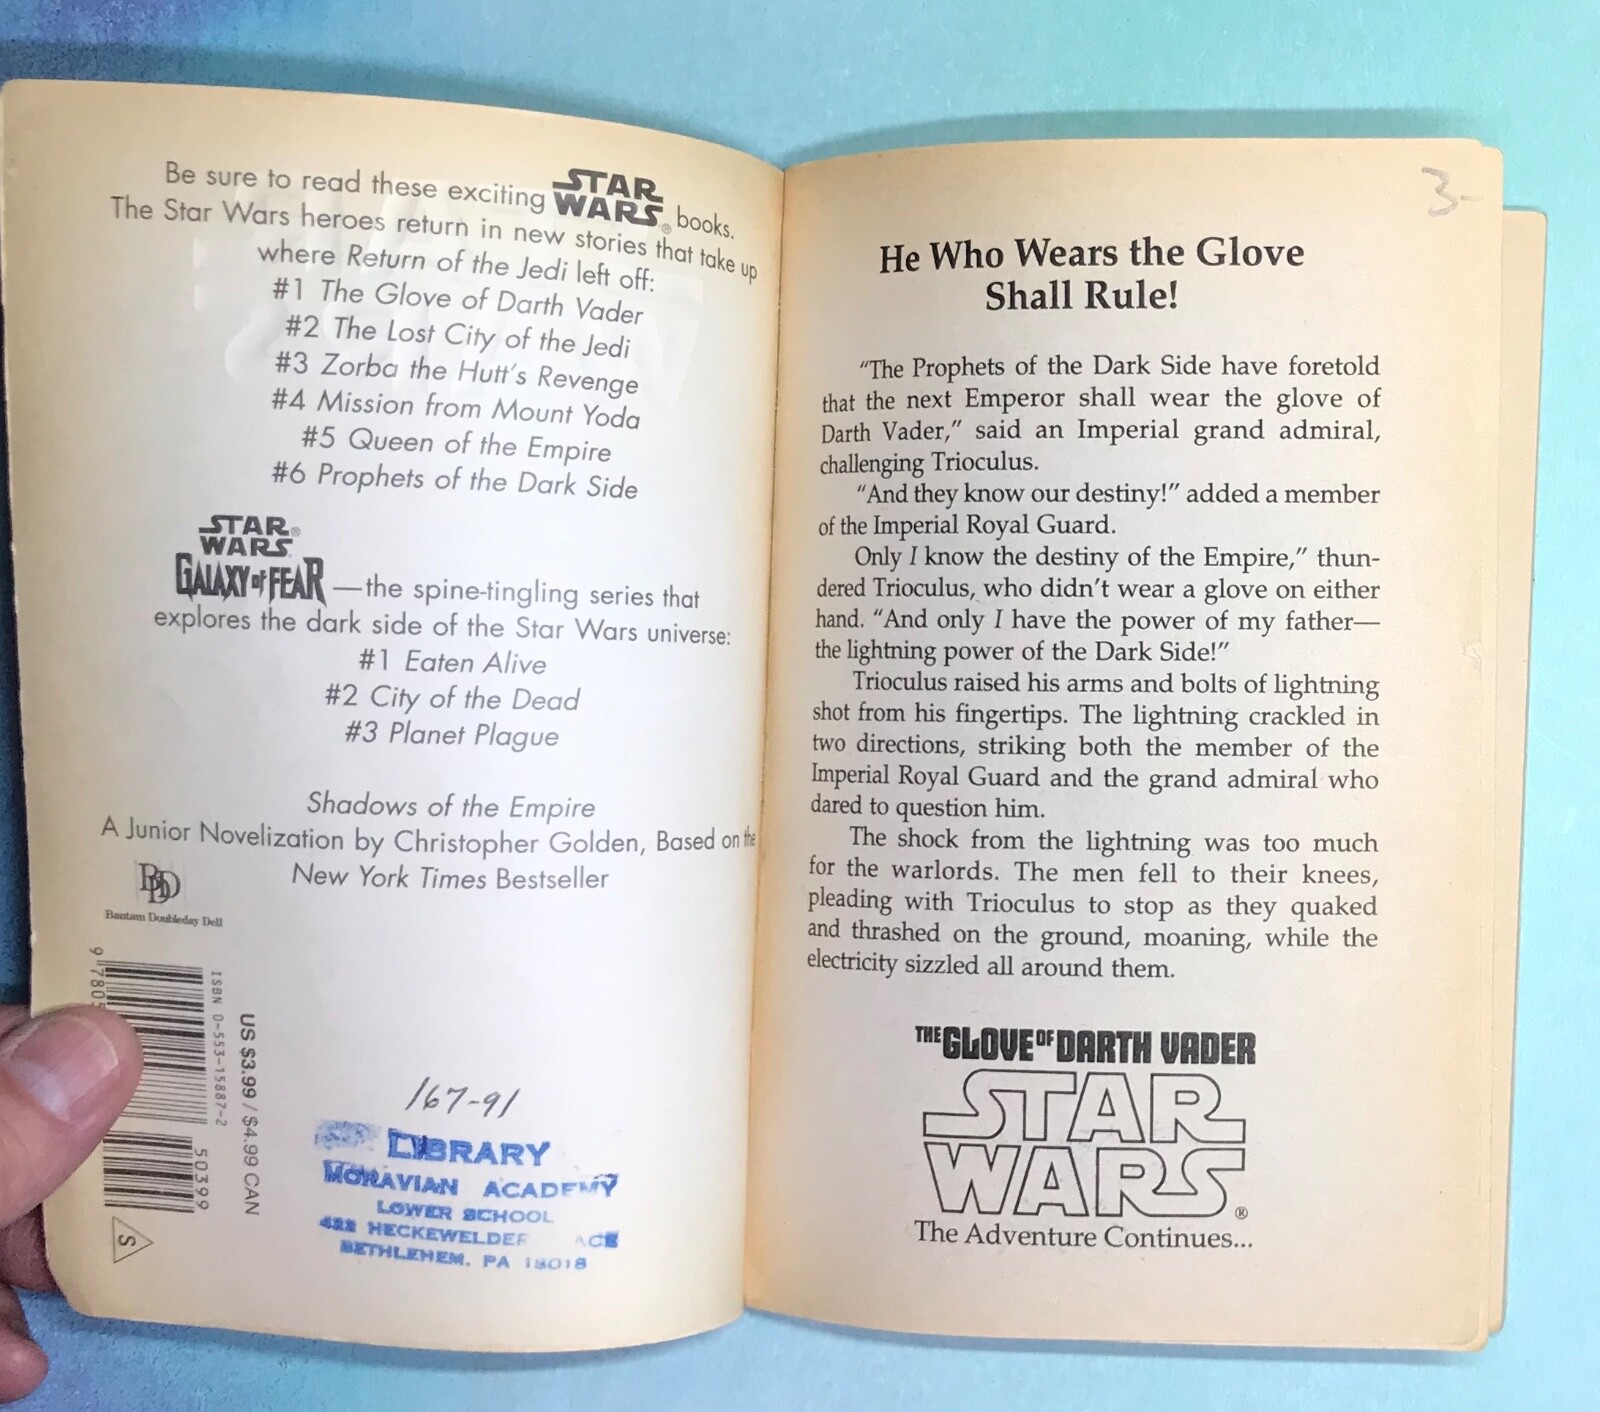 Be sure to read these exciting STAR WARS® books.
The Star Wars heroes return in new stories that take up
where Return of the Jedi left off:
#1 The Glove of Darth Vader
#2 The Lost City of the Jedi
#3 Zorba the Hutt's Revenge
#4 Mission from Mount Yoda
#5 Queen of the Empire
#6 Prophets of the Dark Side
STAR®
WARS
GALAXY of FEAR —the spine-tingling series that
explores the dark side of the Star Wars universe:
#1 Eaten Alive
#2 City of the Dead
#3 Planet Plague
Shadows of the Empire
A Junior Novelization by Christopher Golden, Based on the
New York Times Bestseller
BDD
Bantam Doubleday Dell
9 7805
ISBN 0-553-15887-2
50399
US $3.99 / $4.99 CAN
S
167-91
LIBRARY
MORAVIAN ACADEMY
LOWER SCHOOL
422 HECKEWELDER ACE
BETHLEHEM. PA 18018
3-
He Who Wears the Glove
Shall Rule!
“The Prophets of the Dark Side have foretold
that the next Emperor shall wear the glove of
Darth Vader,” said an Imperial grand admiral,
challenging Trioculus.
“And they know our destiny!” added a member
of the Imperial Royal Guard.
Only I know the destiny of the Empire,” thun-
dered Trioculus, who didn’t wear a glove on either
hand. “And only I have the power of my father—
the lightning power of the Dark Side!”
Trioculus raised his arms and bolts of lightning
shot from his fingertips. The lightning crackled in
two directions, striking both the member of the
Imperial Royal Guard and the grand admiral who
dared to question him.
The shock from the lightning was too much
for the warlords. The men fell to their knees,
pleading with Trioculus to stop as they quaked
and thrashed on the ground, moaning, while the
electricity sizzled all around them.
THE GLOVE OF DARTH VADER
STAR
WARS®
The Adventure Continues...